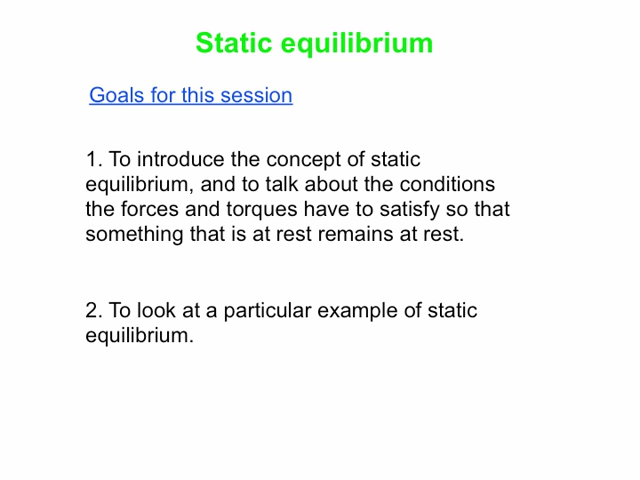 Static equilibrium
Goals for this session
1. To introduce the concept of static
equilibrium, and to talk about the conditions
the forces and torques have to satisfy so that
something that is at rest remains at rest.
2. To look at a particular example of static
equilibrium.